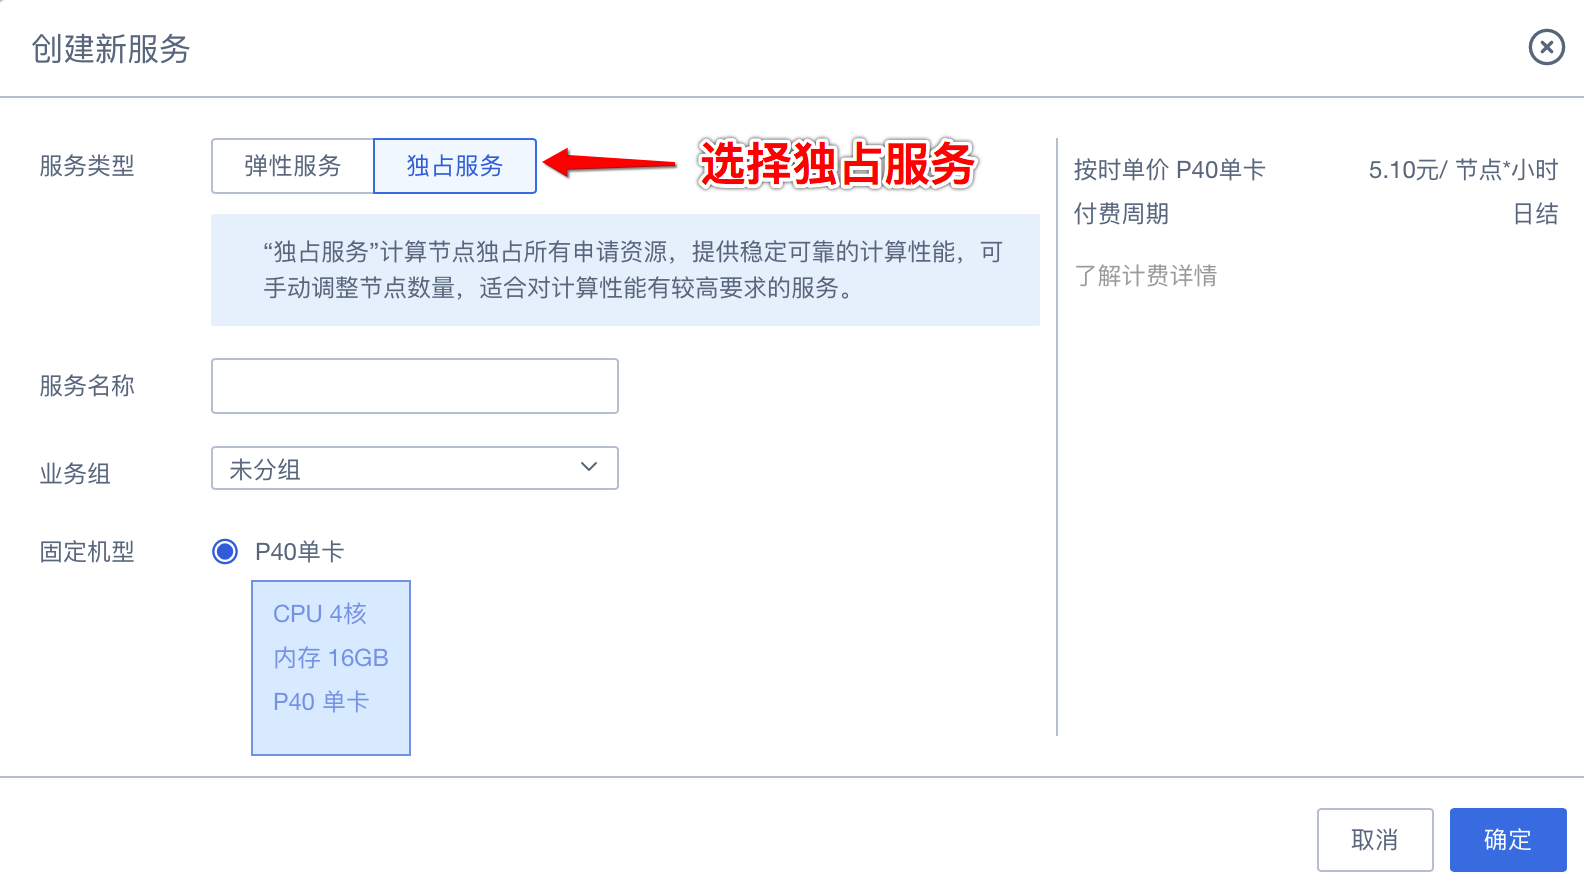 创建新服务
服务类型
弹性服务
独占服务
选择独占服务
“独占服务”计算节点独占所有申请资源，提供稳定可靠的计算性能，可
手动调整节点数量，适合对计算性能有较高要求的服务。
服务名称
业务组
未分组
固定机型
P40单卡
CPU 4核
内存 16GB
P40 单卡
按时单价 P40单卡 5.10元/ 节点*小时
付费周期 日结
了解计费详情
取消
确定